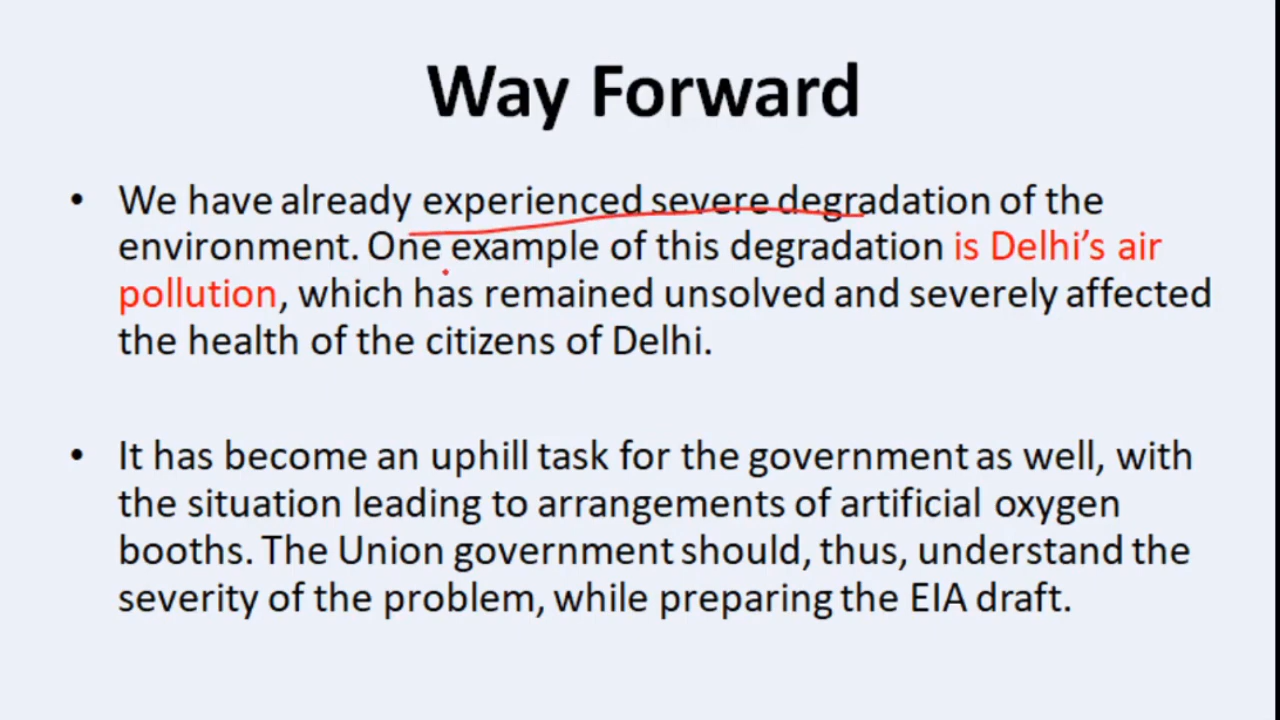 Way Forward
• We have already experienced severe degradation of the
environment. One example of this degradation is Delhi’s air
pollution, which has remained unsolved and severely affected
the health of the citizens of Delhi.
• It has become an uphill task for the government as well, with
the situation leading to arrangements of artificial oxygen
booths. The Union government should, thus, understand the
severity of the problem, while preparing the EIA draft.